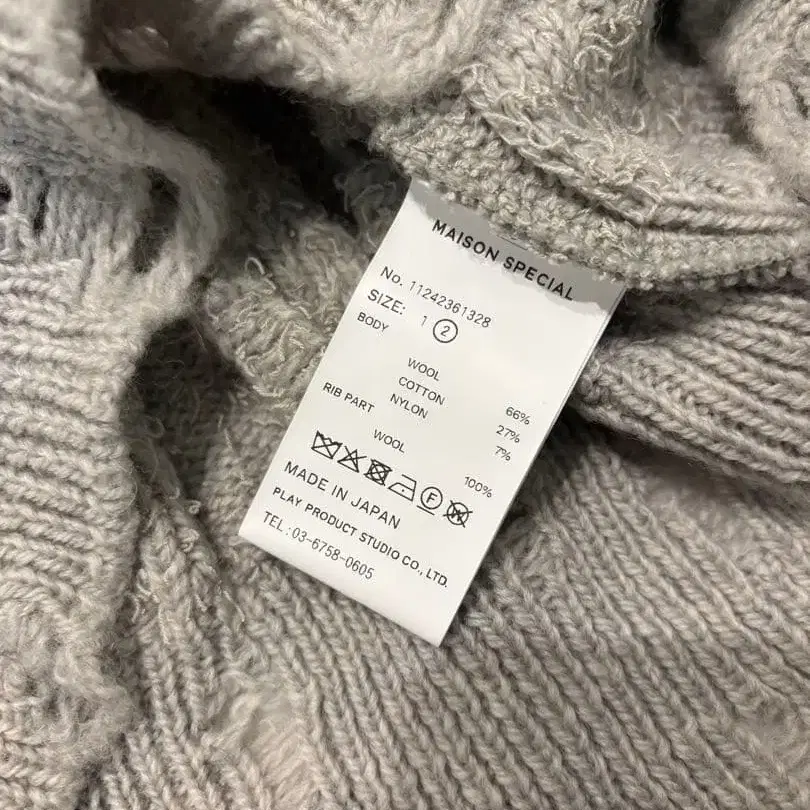 MAISON SPECIAL
No. 11242361328
SIZE: 1 2
BODY
WOOL 66%
COTTON 27%
NYLON 7%
RIB PART
WOOL 100%
F W
MADE IN JAPAN
PLAY PRODUCT STUDIO CO., LTD.
TEL:03-6758-0605